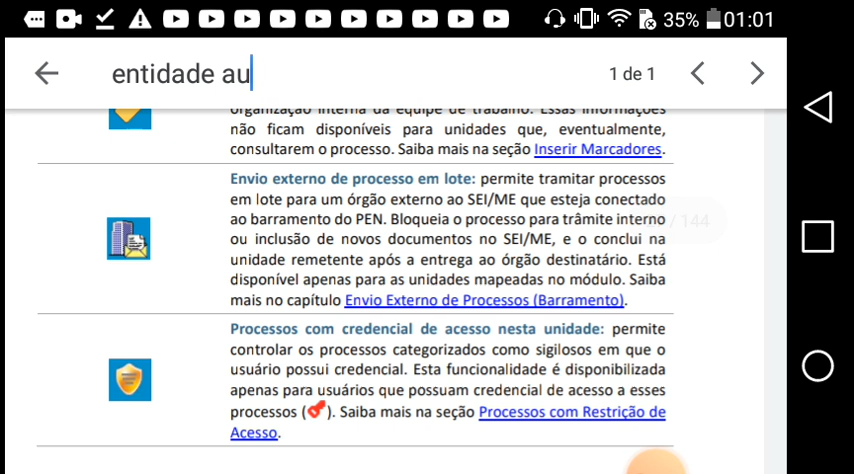 35% 01:01
entidade au 1 de 1
organização interna da equipe de trabalho. Essas informações
não ficam disponíveis para unidades que, eventualmente,
consultarem o processo. Saiba mais na seção Inserir Marcadores.
Envio externo de processo em lote: permite tramitar processos
em lote para um órgão externo ao SEI/ME que esteja conectado
ao barramento do PEN. Bloqueia o processo para trâmite interno
/ 144
ou inclusão de novos documentos no SEI/ME, e o conclui na
unidade remetente após a entrega ao órgão destinatário. Está
disponível apenas para as unidades mapeadas no módulo. Saiba
mais no capítulo Envio Externo de Processos (Barramento).
Processos com credencial de acesso nesta unidade: permite
controlar os processos categorizados como sigilosos em que o
usuário possui credencial. Esta funcionalidade é disponibilizada
apenas para usuários que possuam credencial de acesso a esses
processos ( ). Saiba mais na seção Processos com Restrição de
Acesso.